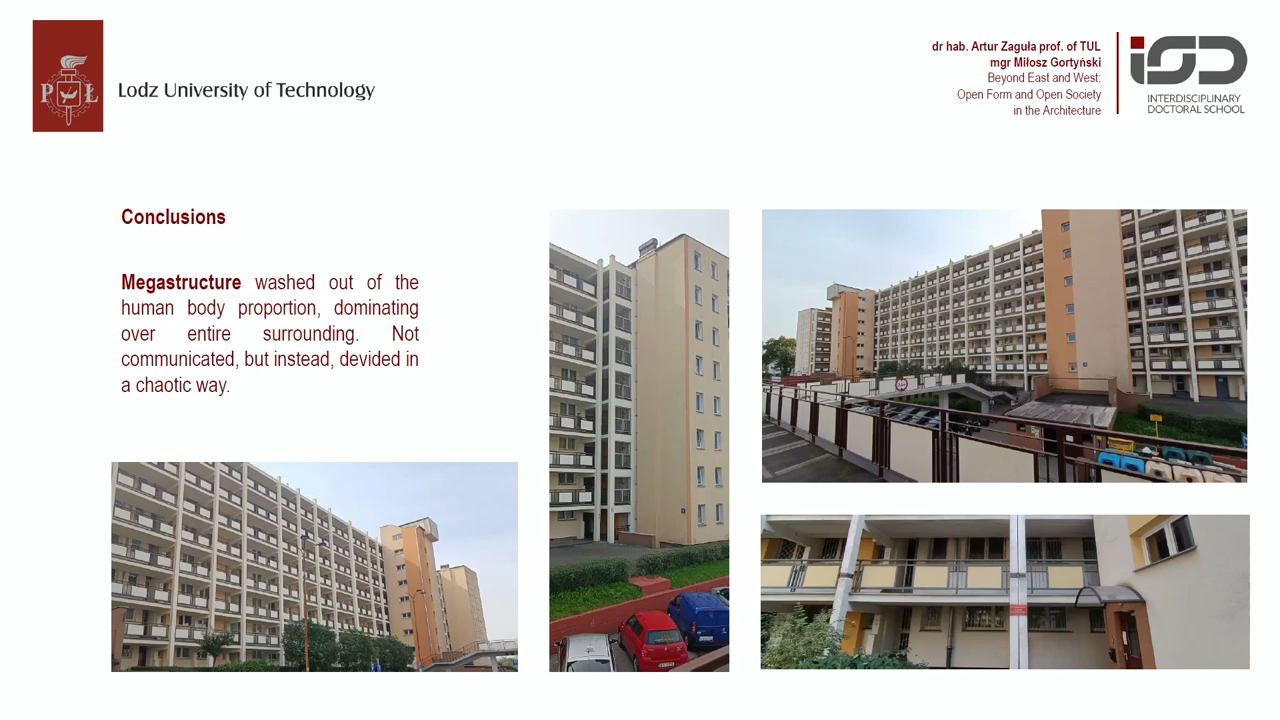 P Ł
Lodz University of Technology
dr hab. Artur Zaguła prof. of TUL
mgr Miłosz Gortyński
Beyond East and West:
Open Form and Open Society
in the Architecture
INTERDISCIPLINARY
DOCTORAL SCHOOL
Conclusions
Megastructure washed out of the
human body proportion, dominating
over entire surrounding. Not
communicated, but instead, devided in
a chaotic way.